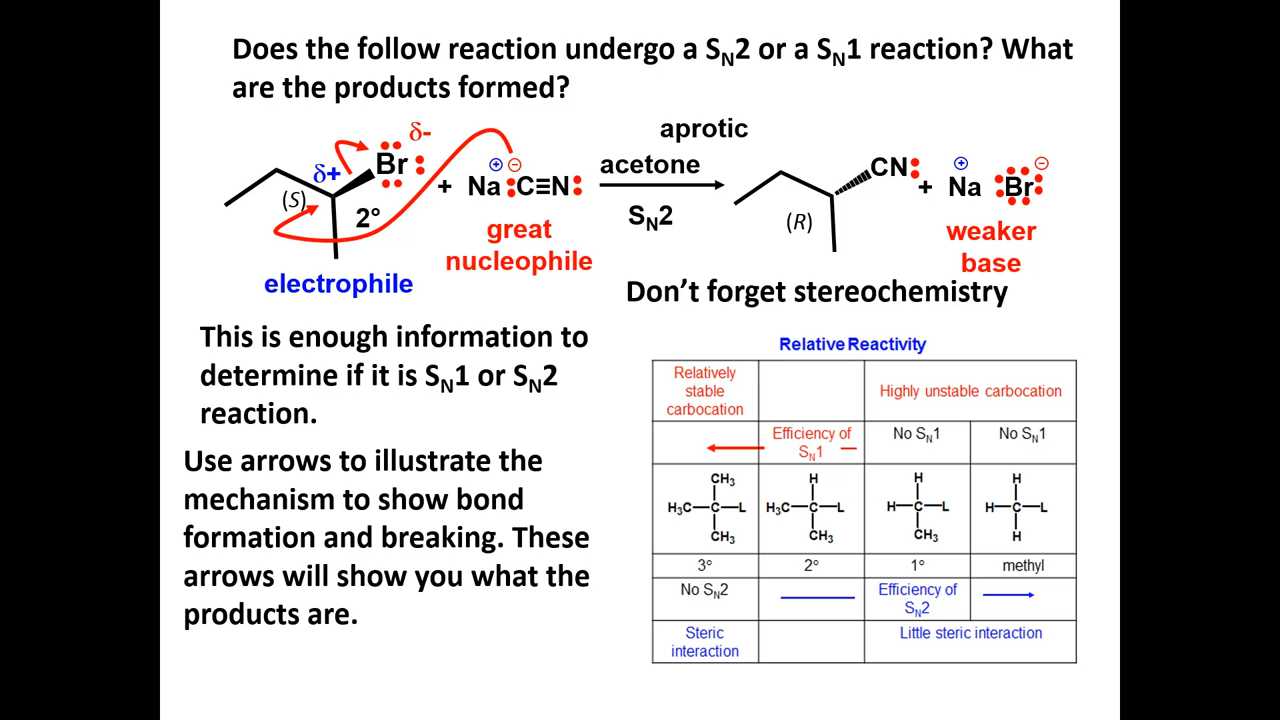 Does the follow reaction undergo a SN2 or a SN1 reaction? What
are the products formed?
aprotic
acetone
SN2
δ-
δ+
Br
(S)
2°
+
Na
⊕
⊖
:C≡N:
CN:
(R)
+
Na
⊕
Br
⊖
great
nucleophile
electrophile
weaker
base
Don’t forget stereochemistry
This is enough information to
determine if it is SN1 or SN2
reaction.
Use arrows to illustrate the
mechanism to show bond
formation and breaking. These
arrows will show you what the
products are.
Relative Reactivity
Relatively
stable
carbocation
Highly unstable carbocation
Efficiency of
SN1
No SN1
No SN1
CH3
H3C—C—L
CH3
H
H3C—C—L
CH3
H
H—C—L
CH3
H
H—C—L
H
3°
2°
1°
methyl
No SN2
Efficiency of
SN2
Steric
interaction
Little steric interaction